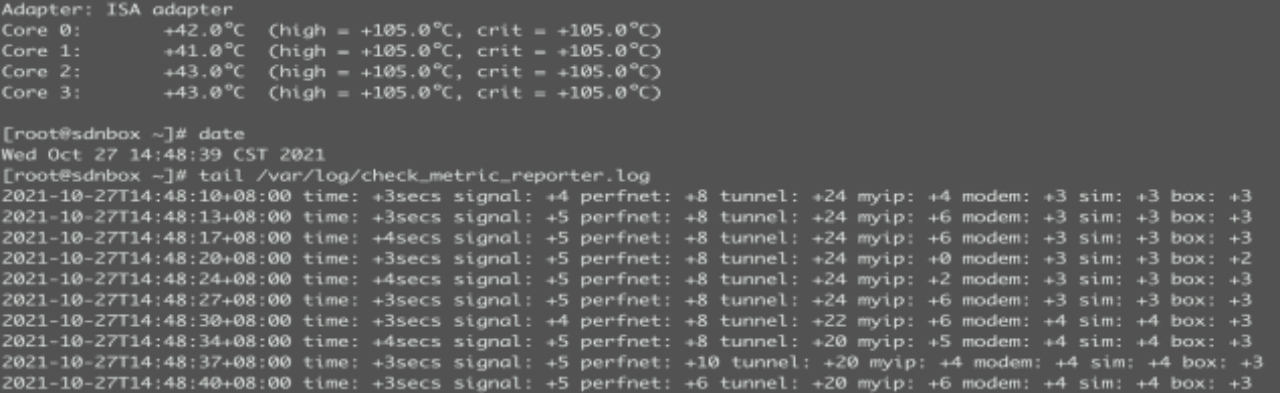 Adapter: ISA adapter
Core 0:        +42.0°C  (high = +105.0°C, crit = +105.0°C)
Core 1:        +41.0°C  (high = +105.0°C, crit = +105.0°C)
Core 2:        +43.0°C  (high = +105.0°C, crit = +105.0°C)
Core 3:        +43.0°C  (high = +105.0°C, crit = +105.0°C)
[root@sdnbox ~]# date
Wed Oct 27 14:48:39 CST 2021
[root@sdnbox ~]# tail /var/log/check_metric_reporter.log
2021-10-27T14:48:10+08:00 time: +3secs signal: +4 perfnet: +8 tunnel: +24 myip: +4 modem: +3 sim: +3 box: +3
2021-10-27T14:48:13+08:00 time: +3secs signal: +5 perfnet: +8 tunnel: +24 myip: +6 modem: +3 sim: +3 box: +3
2021-10-27T14:48:17+08:00 time: +4secs signal: +5 perfnet: +8 tunnel: +24 myip: +6 modem: +3 sim: +3 box: +3
2021-10-27T14:48:20+08:00 time: +3secs signal: +5 perfnet: +8 tunnel: +24 myip: +0 modem: +3 sim: +3 box: +2
2021-10-27T14:48:24+08:00 time: +4secs signal: +5 perfnet: +8 tunnel: +24 myip: +2 modem: +3 sim: +3 box: +3
2021-10-27T14:48:27+08:00 time: +3secs signal: +5 perfnet: +8 tunnel: +24 myip: +6 modem: +3 sim: +3 box: +3
2021-10-27T14:48:30+08:00 time: +3secs signal: +4 perfnet: +8 tunnel: +22 myip: +6 modem: +4 sim: +4 box: +3
2021-10-27T14:48:34+08:00 time: +4secs signal: +5 perfnet: +8 tunnel: +20 myip: +5 modem: +4 sim: +4 box: +3
2021-10-27T14:48:37+08:00 time: +3secs signal: +5 perfnet: +10 tunnel: +20 myip: +4 modem: +4 sim: +4 box: +3
2021-10-27T14:48:40+08:00 time: +3secs signal: +5 perfnet: +6 tunnel: +20 myip: +6 modem: +4 sim: +4 box: +3